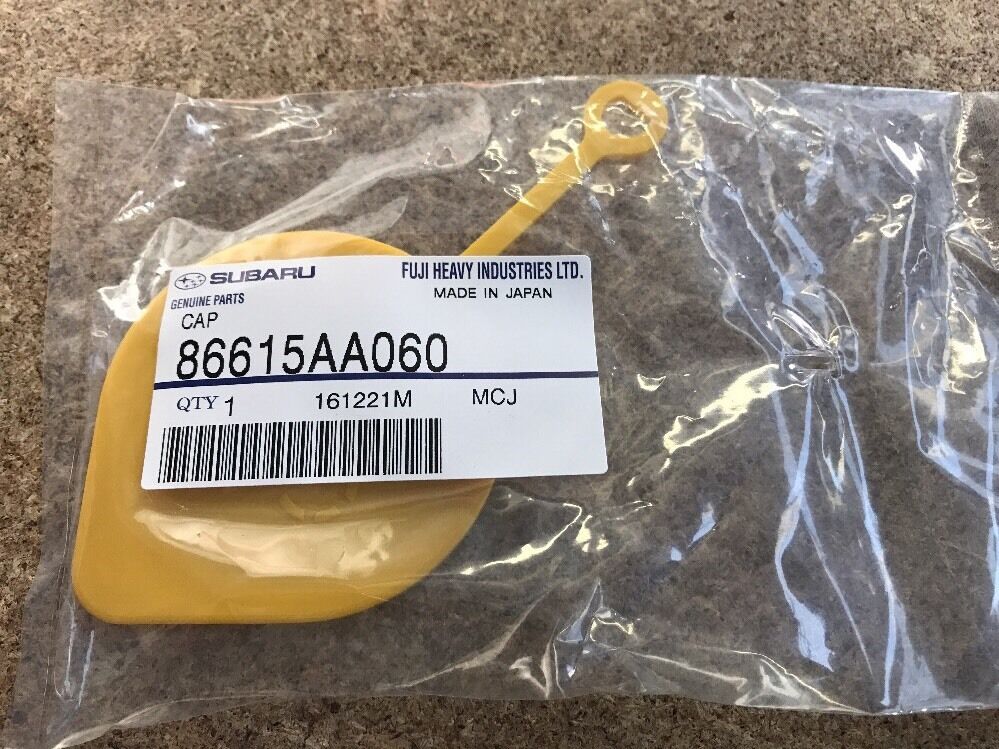 SUBARU
FUJI HEAVY INDUSTRIES LTD.
GENUINE PARTS
MADE IN JAPAN
CAP
86615AA060
QTY 1 161221M MCJ